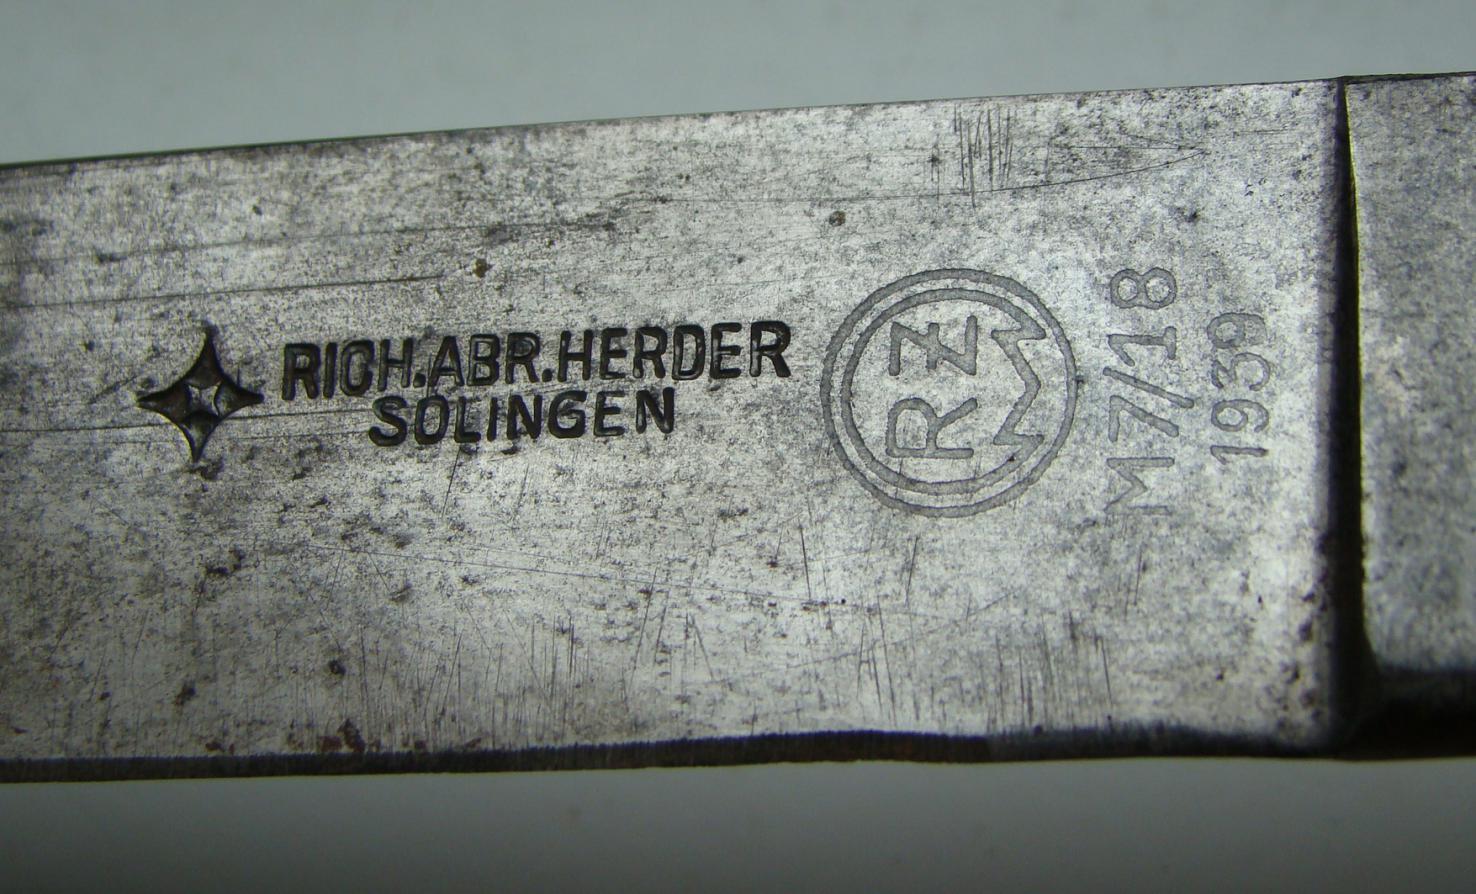 RICH.ABR.HERDER
SOLINGEN
RZM
M7/18
1939